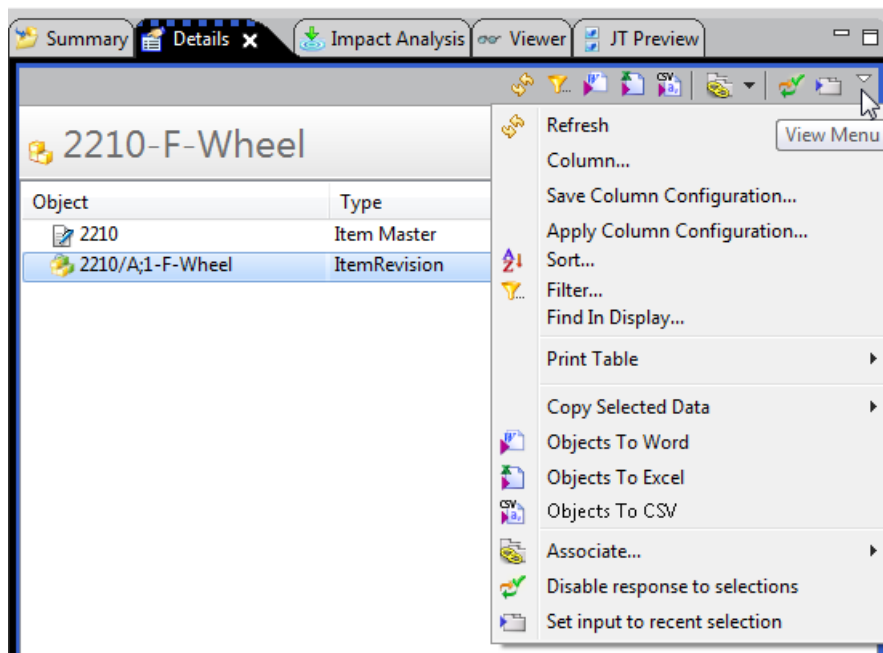 Summary Details Impact Analysis Viewer JT Preview
2210-F-Wheel
Object Type
2210 Item Master
2210/A;1-F-Wheel ItemRevision
View Menu
Refresh
Column...
Save Column Configuration...
Apply Column Configuration...
Sort...
Filter...
Find In Display...
Print Table
Copy Selected Data
Objects To Word
Objects To Excel
Objects To CSV
Associate...
Disable response to selections
Set input to recent selection